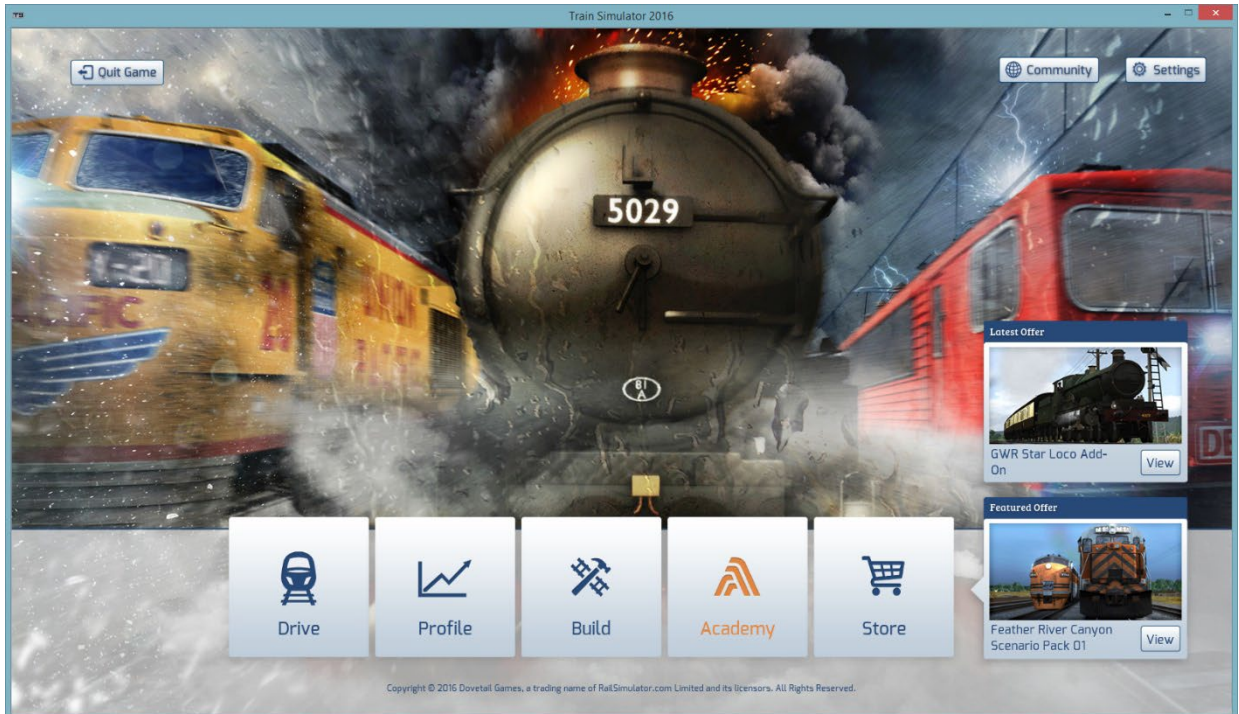 Train Simulator 2016
Quit Game
Community
Settings
5029
81
A
Latest Offer
GWR Star Loco Add-
On
View
Featured Offer
Feather River Canyon
Scenario Pack 01
View
Drive
Profile
Build
Academy
Store
Copyright © 2016 Dovetail Games, a trading name of RailSimulator.com Limited and its licensors. All Rights Reserved.